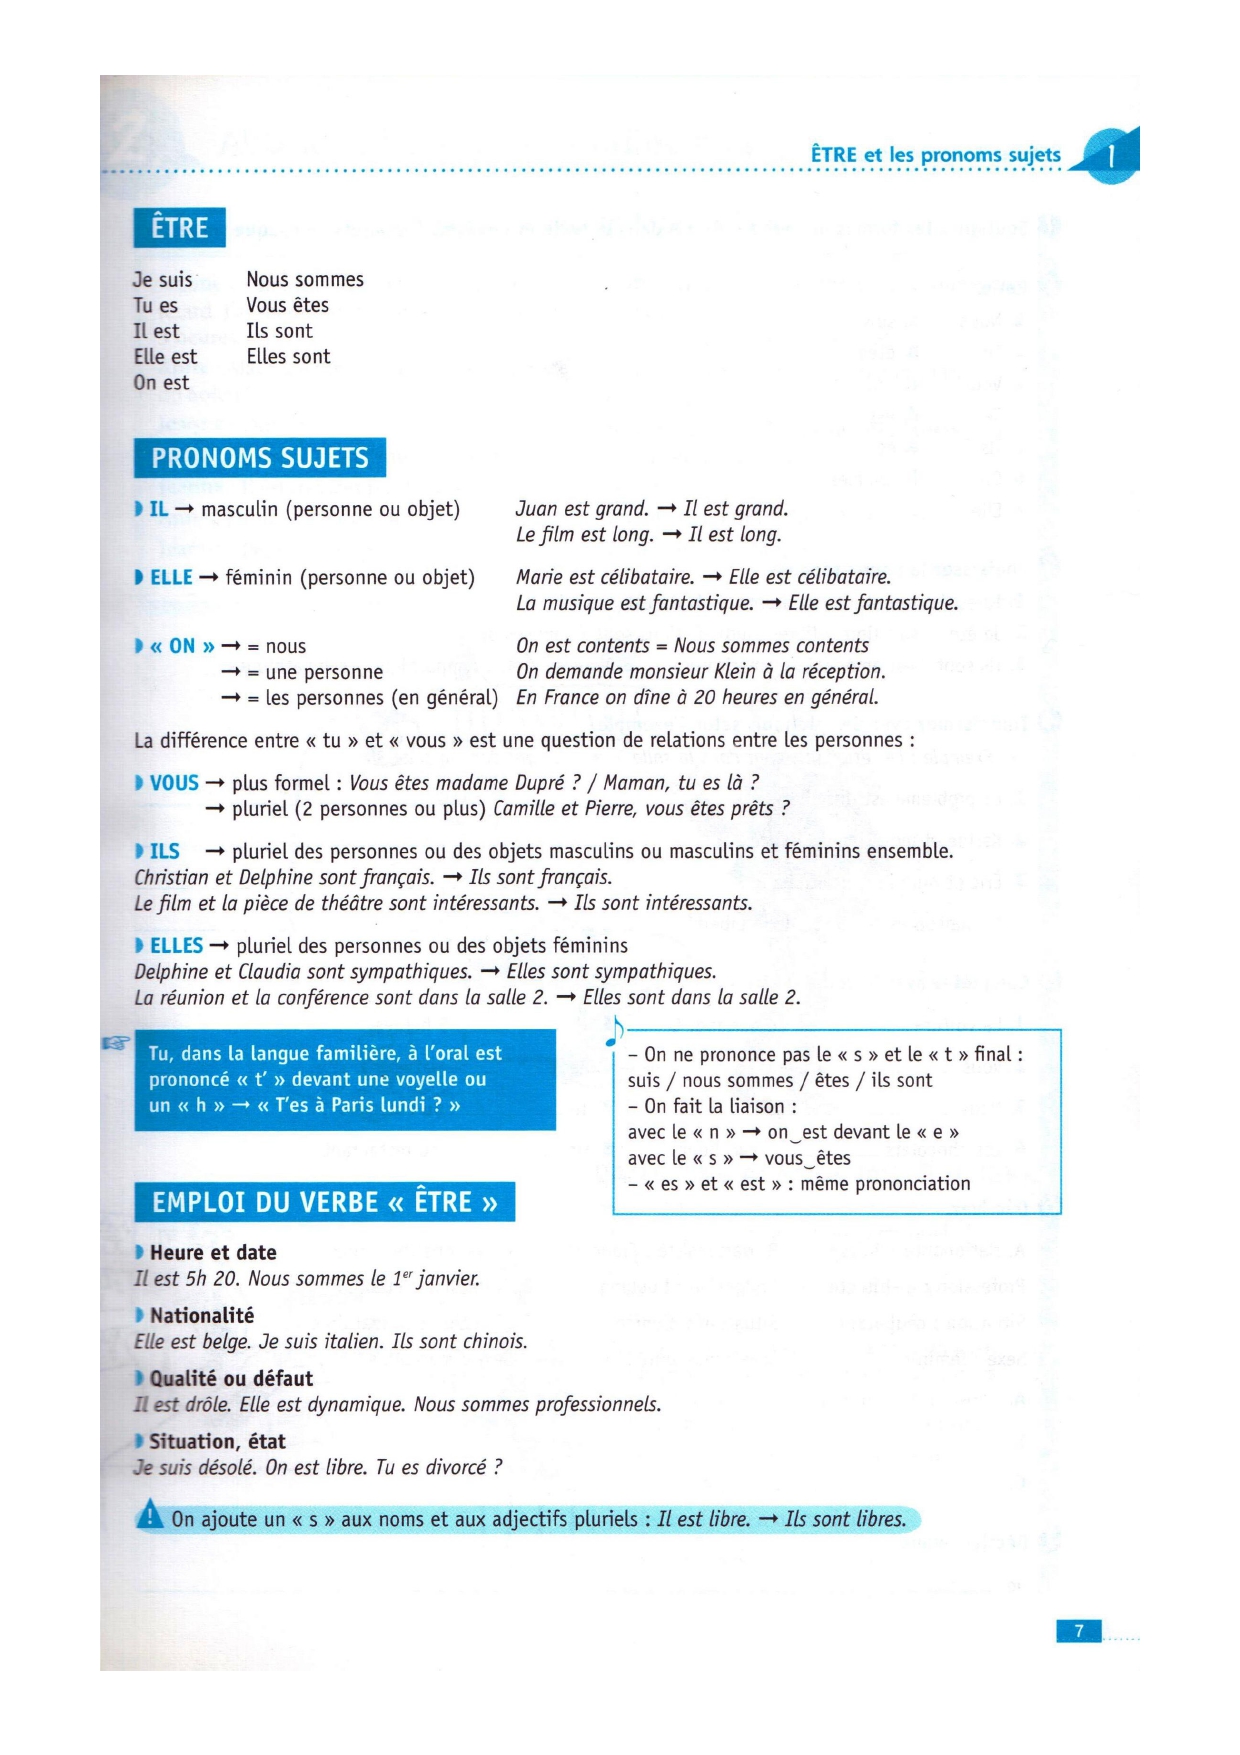 ÊTRE et les pronoms sujets 1
ÊTRE
Je suis Nous sommes
Tu es Vous êtes
Il est Ils sont
Elle est Elles sont
On est
PRONOMS SUJETS
IL → masculin (personne ou objet) Juan est grand. → Il est grand.
Le film est long. → Il est long.
ELLE → féminin (personne ou objet) Marie est célibataire. → Elle est célibataire.
La musique est fantastique. → Elle est fantastique.
« ON » → = nous On est contents = Nous sommes contents
→ = une personne On demande monsieur Klein à la réception.
→ = les personnes (en général) En France on dîne à 20 heures en général.
La différence entre « tu » et « vous » est une question de relations entre les personnes :
VOUS → plus formel : Vous êtes madame Dupré ? / Maman, tu es là ?
→ pluriel (2 personnes ou plus) Camille et Pierre, vous êtes prêts ?
ILS → pluriel des personnes ou des objets masculins ou masculins et féminins ensemble.
Christian et Delphine sont français. → Ils sont français.
Le film et la pièce de théâtre sont intéressants. → Ils sont intéressants.
ELLES → pluriel des personnes ou des objets féminins
Delphine et Claudia sont sympathiques. → Elles sont sympathiques.
La réunion et la conférence sont dans la salle 2. → Elles sont dans la salle 2.
Tu, dans la langue familière, à l'oral est
prononcé « t' » devant une voyelle ou
un « h » → « T'es à Paris lundi ? »
– On ne prononce pas le « s » et le « t » final :
suis / nous sommes / êtes / ils sont
– On fait la liaison :
avec le « n » → on‿est devant le « e »
avec le « s » → vous‿êtes
– « es » et « est » : même prononciation
EMPLOI DU VERBE « ÊTRE »
Heure et date
Il est 5h 20. Nous sommes le 1er janvier.
Nationalité
Elle est belge. Je suis italien. Ils sont chinois.
Qualité ou défaut
Il est drôle. Elle est dynamique. Nous sommes professionnels.
Situation, état
Je suis désolé. On est libre. Tu es divorcé ?
On ajoute un « s » aux noms et aux adjectifs pluriels : Il est libre. → Ils sont libres.
7